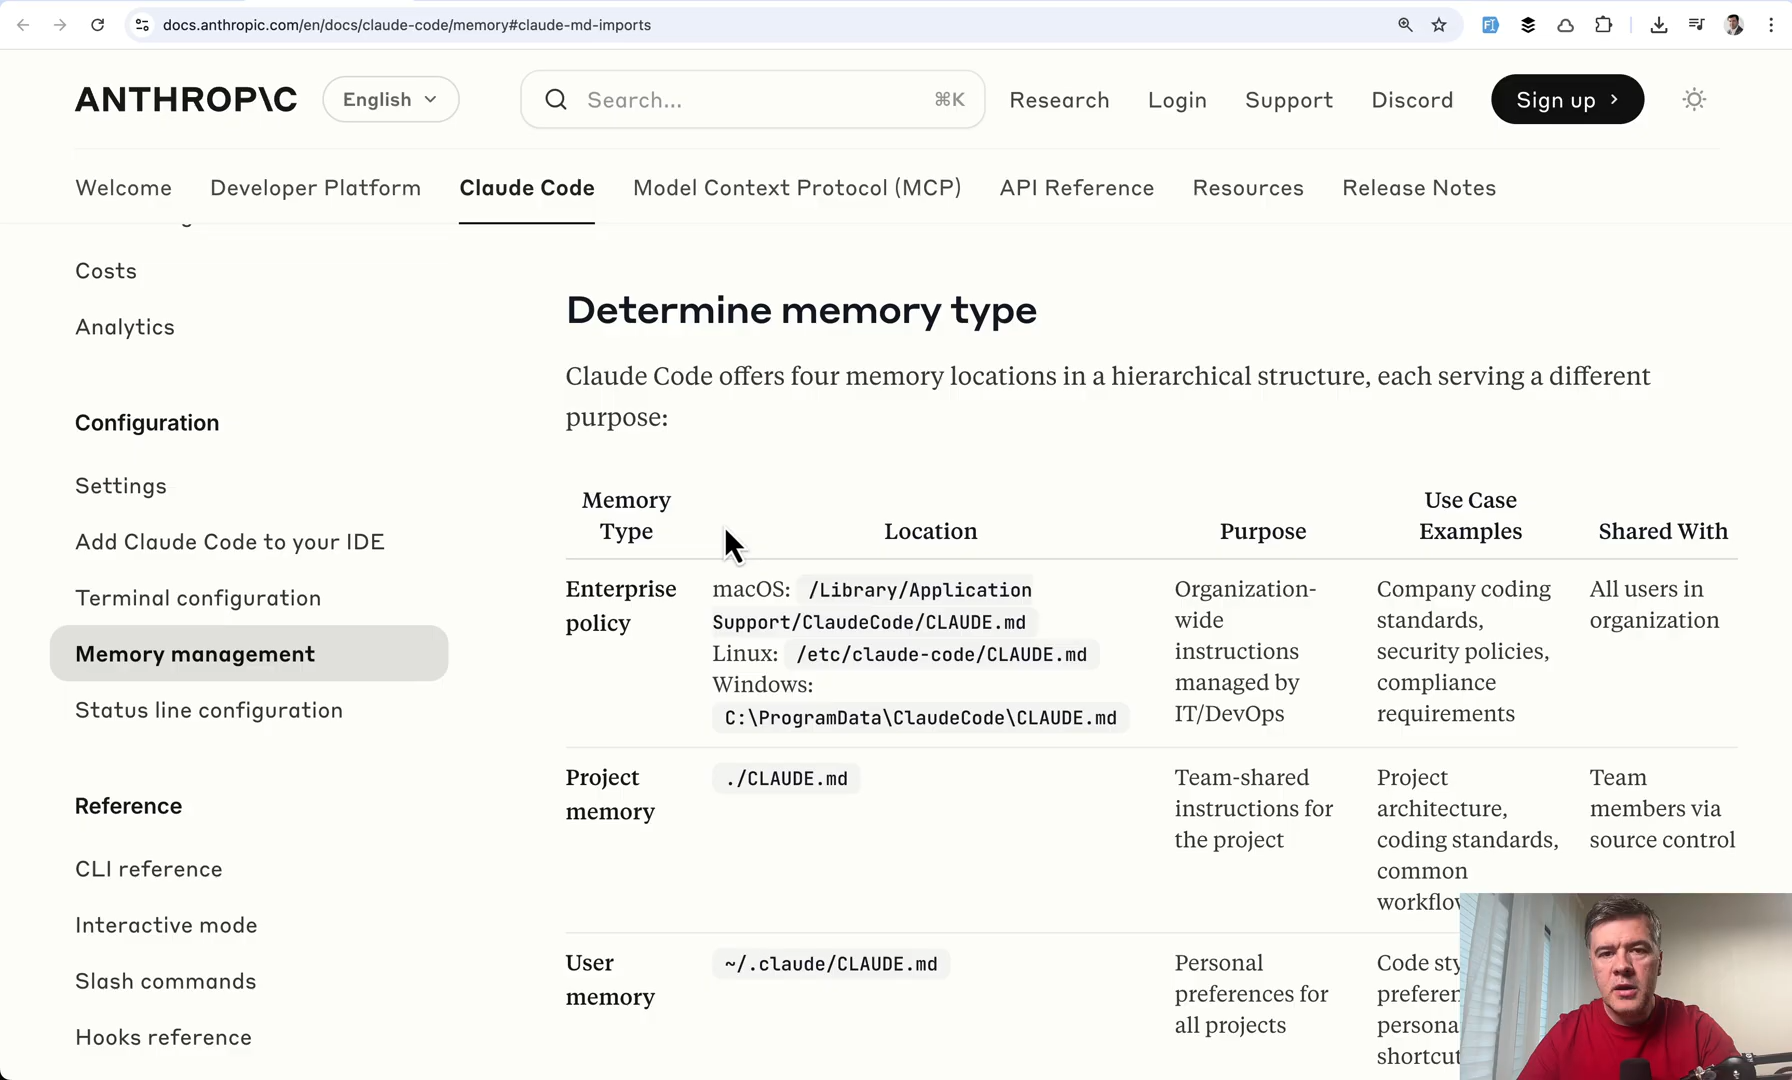 docs.anthropic.com/en/docs/claude-code/memory#claude-md-imports
ANTHROP\C
English
Search...
⌘K
Research
Login
Support
Discord
Sign up
Welcome
Developer Platform
Claude Code
Model Context Protocol (MCP)
API Reference
Resources
Release Notes
Costs
Analytics
Configuration
Settings
Add Claude Code to your IDE
Terminal configuration
Memory management
Status line configuration
Reference
CLI reference
Interactive mode
Slash commands
Hooks reference
Determine memory type
Claude Code offers four memory locations in a hierarchical structure, each serving a different
purpose:
Memory
Type
Location
Purpose
Use Case
Examples
Shared With
Enterprise
policy
macOS: /Library/Application
Support/ClaudeCode/CLAUDE.md
Linux: /etc/claude-code/CLAUDE.md
Windows:
C:\ProgramData\ClaudeCode\CLAUDE.md
Organization-
wide
instructions
managed by
IT/DevOps
Company coding
standards,
security policies,
compliance
requirements
All users in
organization
Project
memory
./CLAUDE.md
Team-shared
instructions for
the project
Project
architecture,
coding standards,
common
Team
members via
source control
User
memory
~/.claude/CLAUDE.md
Personal
preferences for
all projects
Code